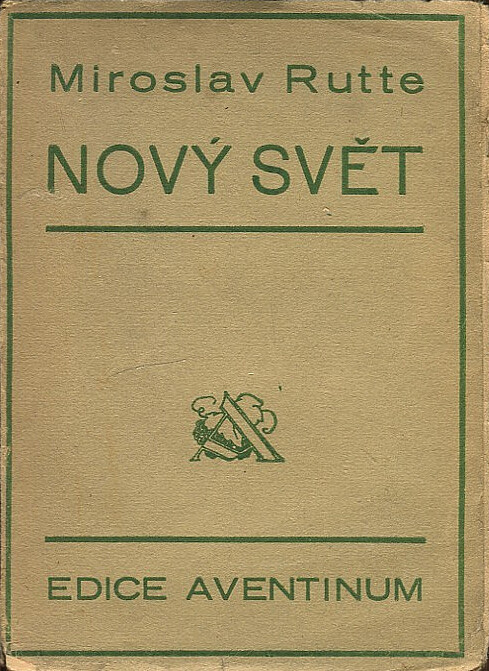 Miroslav Rutte
NOVÝ SVĚT
EDICE AVENTINUM